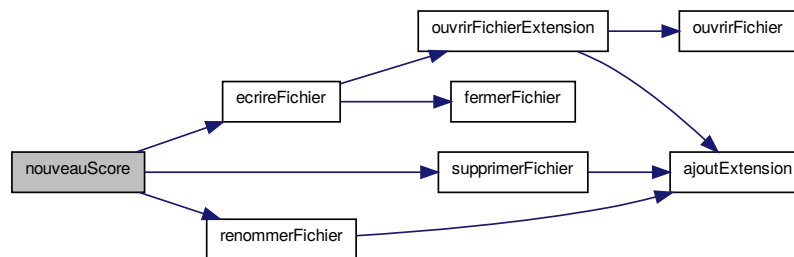 ouvrirFichierExtension
ouvrirFichier
ecrireFichier
fermerFichier
nouveauScore
supprimerFichier
ajoutExtension
renommerFichier